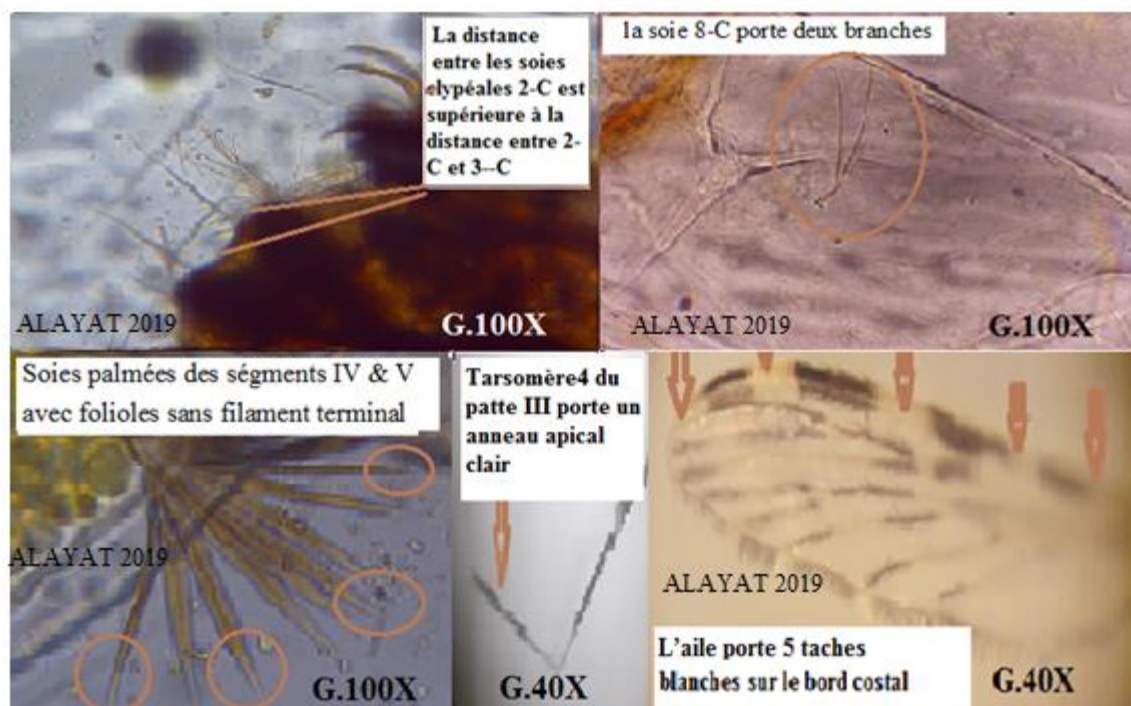 La distance
entre les soies
clypéales 2-C est
supérieure à la
distance entre 2-
C et 3--C
ALAYAT 2019
G.100X
la soie 8-C porte deux branches
ALAYAT 2019
G.100X
Soies palmées des ségments IV & V
avec folioles sans filament terminal
ALAYAT 2019
G.100X
Tarsomère4 du
patte III porte un
anneau apical
clair
G.40X
ALAYAT 2019
L'aile porte 5 taches
blanches sur le bord costal
G.40X